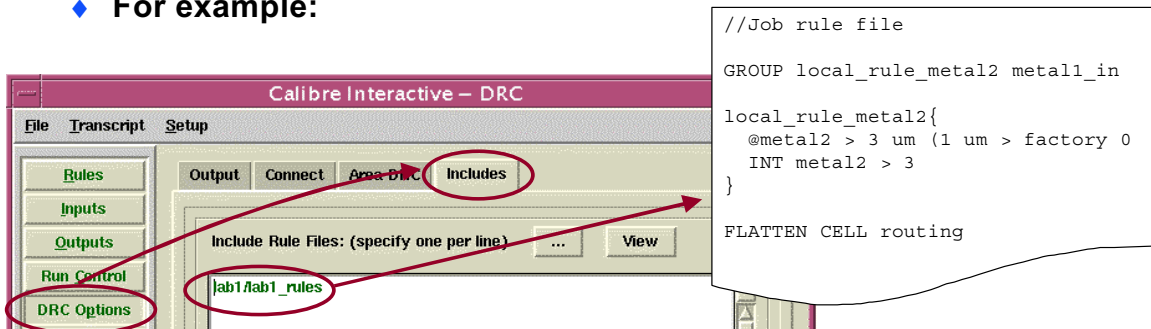 ♦ For example:
//Job rule file
GROUP local_rule_metal2 metal1_in
local_rule_metal2{
@metal2 > 3 um (1 um > factory 0
INT metal2 > 3
}
FLATTEN CELL routing
Calibre Interactive – DRC
File Transcript Setup
Rules
Inputs
Outputs
Run Control
DRC Options
Output Connect Area DRC Includes
Include Rule Files: (specify one per line) ... View
lab1/lab1_rules